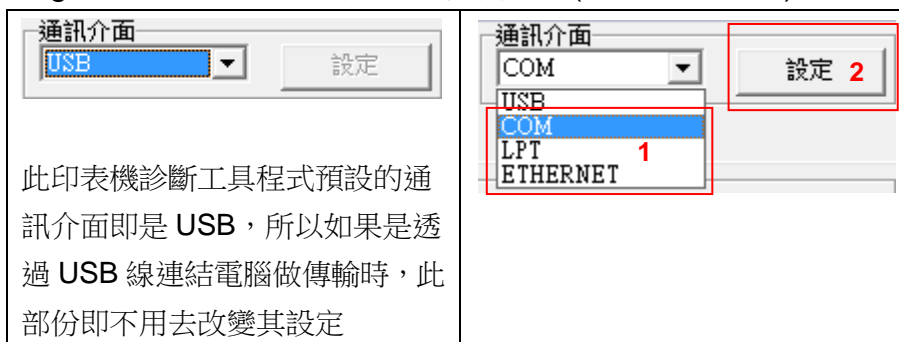 通訊介面
USB
設定
此印表機診斷工具程式預設的通
訊介面即是 USB,所以如果是透
過 USB 線連結電腦做傳輸時,此
部份即不用去改變其設定
通訊介面
COM
設定 2
USB
COM
LPT 1
ETHERNET